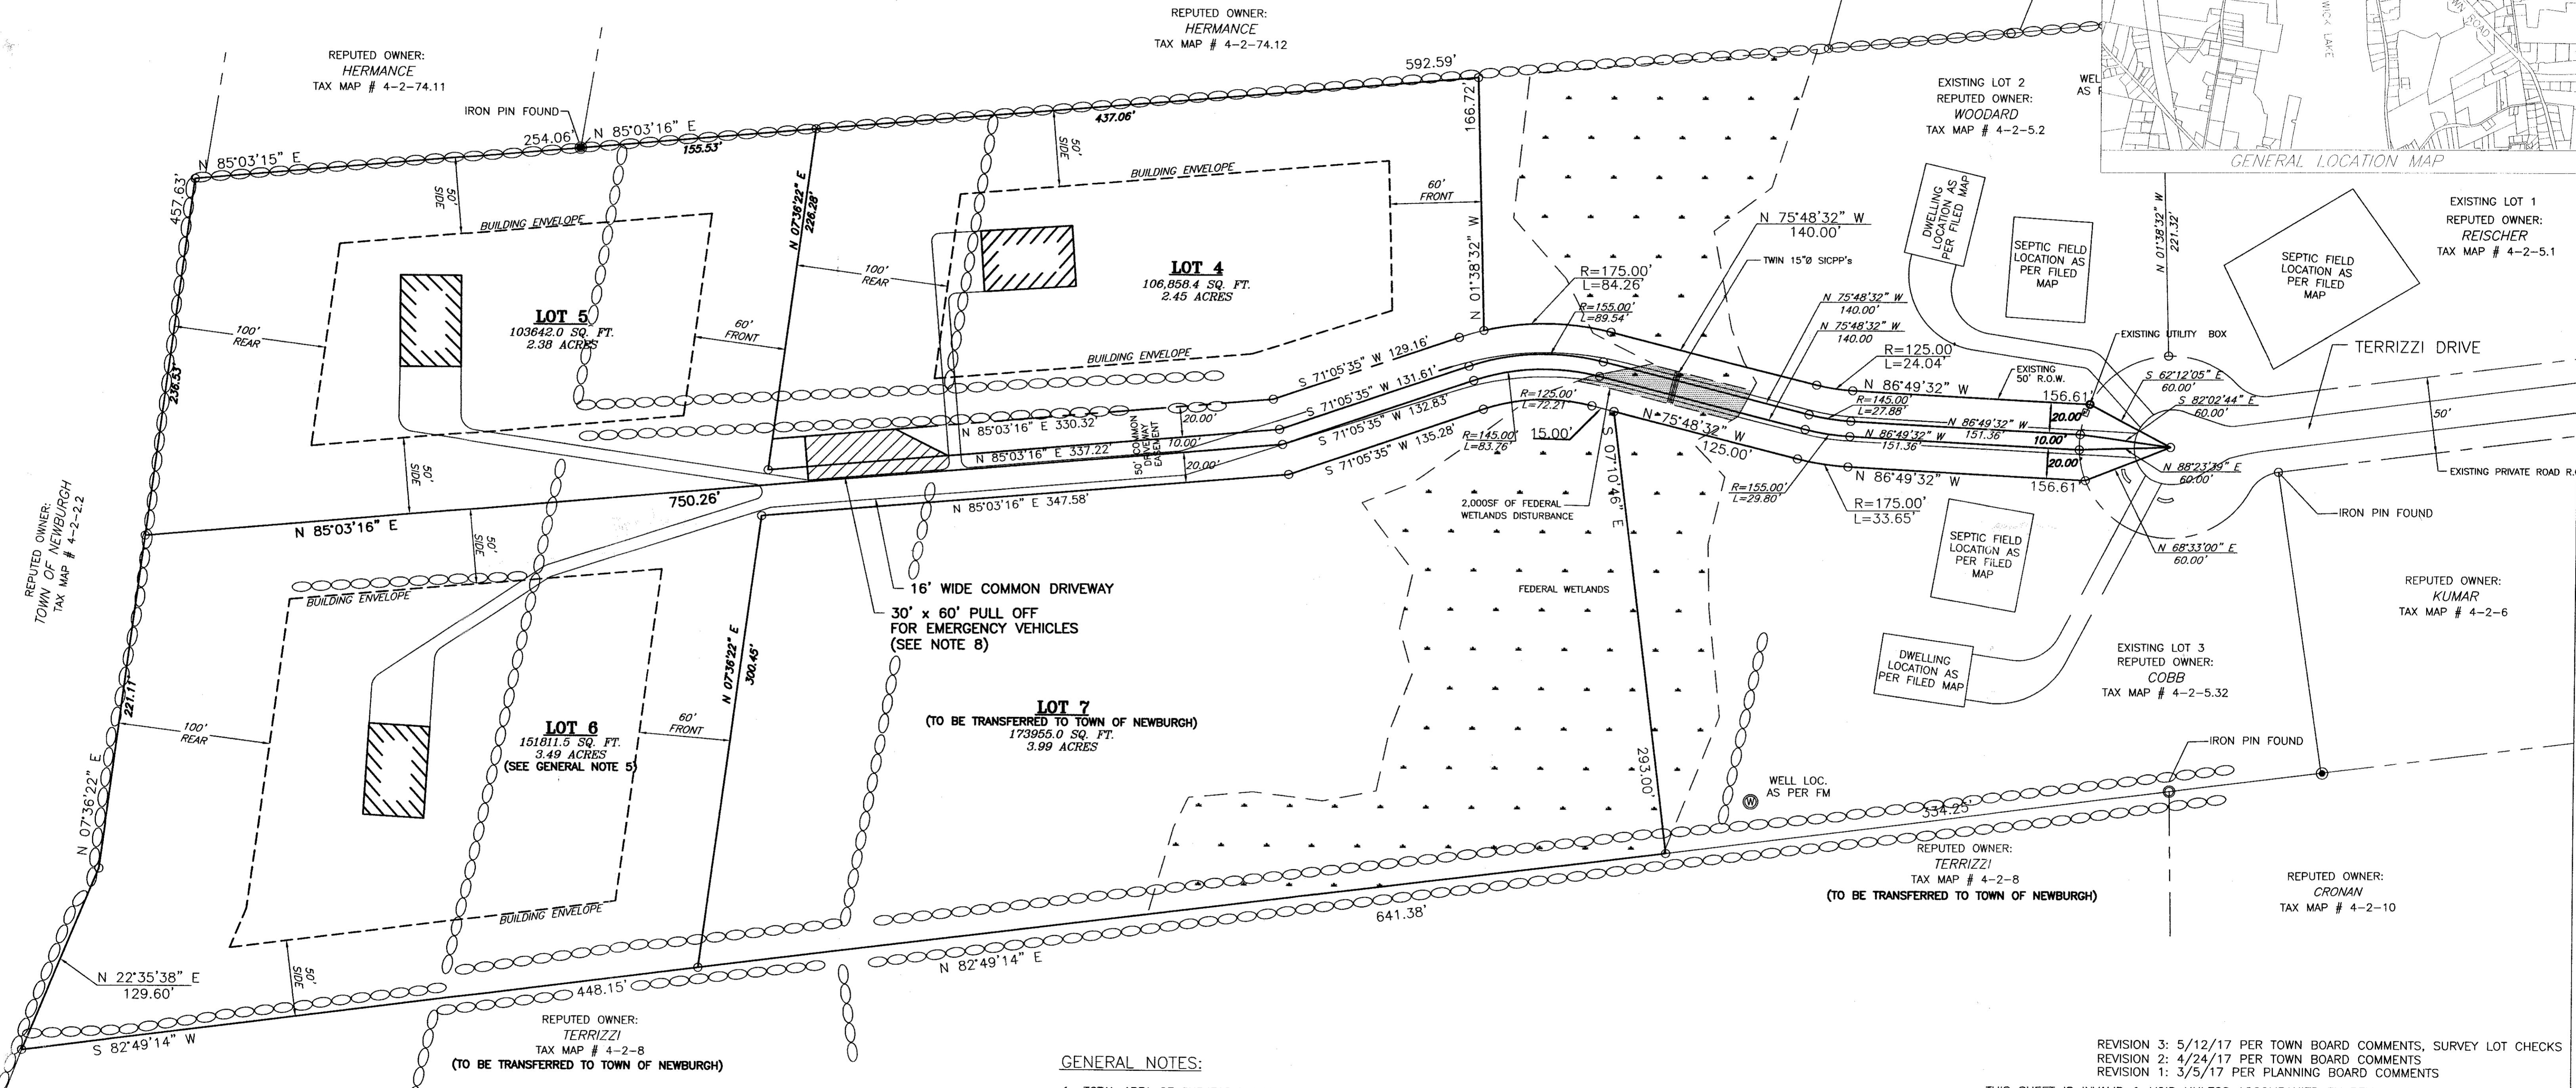 REPUTED OWNER:
HERMANCE
TAX MAP # 4-2-74.11
REPUTED OWNER:
HERMANCE
TAX MAP # 4-2-74.12
IRON PIN FOUND
N 85°03'15" E
254.06'
N 85°03'16" E
155.53'
437.06'
592.59'
166.72'
457.63'
50'
SIDE
50'
SIDE
BUILDING ENVELOPE
BUILDING ENVELOPE
N 07°36'22" E
226.28'
60'
FRONT
N 01°38'32" W
EXISTING LOT 2
REPUTED OWNER:
WOODARD
TAX MAP # 4-2-5.2
WICK LAKE
ROAD
GENERAL LOCATION MAP
EXISTING LOT 1
REPUTED OWNER:
REISCHER
TAX MAP # 4-2-5.1
N 01°38'32" W
221.32'
DWELLING
LOCATION AS
PER FILED MAP
SEPTIC FIELD
LOCATION AS
PER FILED
MAP
SEPTIC FIELD
LOCATION AS
PER FILED
MAP
N 75°48'32" W
140.00'
TWIN 15"Ø SICPP's
R=175.00'
L=84.26'
R=155.00'
L=89.54'
N 75°48'32" W
140.00'
N 75°48'32" W
140.00
R=125.00'
L=24.04'
EXISTING UTILITY BOX
TERRIZZI DRIVE
LOT 4
106,858.4 SQ. FT.
2.45 ACRES
100'
REAR
LOT 5
103642.0 SQ. FT.
2.38 ACRES
60'
FRONT
100'
REAR
236.53'
BUILDING ENVELOPE
S 71°05'35" W 129.16'
S 71°05'35" W 131.61'
S 71°05'35" W 132.83'
S 71°05'35" W 135.28'
N 86°49'32" W
EXISTING
50' R.O.W.
156.61'
S 62°12'05" E
60.00'
S 82°02'44" E
60.00'
50'
R=145.00'
L=27.88'
20.00'
N 86°49'32" W
N 86°49'32" W
151.36'
151.36'
10.00'
20.00'
N 88°23'39" E
60.00'
EXISTING PRIVATE ROAD R.
R=125.00'
L=72.21
R=145.00'
L=83.76'
15.00'
N 75°48'32" W
125.00'
R=155.00'
L=29.80'
N 86°49'32" W
156.61'
R=175.00'
L=33.65'
N 68°33'00" E
60.00'
IRON PIN FOUND
N 85°03'16" E 330.32'
20.00'
N 85°03'16" E 337.22'
10.00'
50' COMMON
DRIVEWAY
EASEMENT
20.00'
N 85°03'16" E 347.58'
50'
SIDE
750.26'
N 85°03'16" E
50'
SIDE
REPUTED OWNER:
TOWN OF NEWBURGH
TAX MAP # 4-2-2.2
2,000SF OF FEDERAL
WETLANDS DISTURBANCE
S 07°10'46" E
293.00'
FEDERAL WETLANDS
SEPTIC FIELD
LOCATION AS
PER FILED
MAP
DWELLING
LOCATION AS
PER FILED MAP
REPUTED OWNER:
KUMAR
TAX MAP # 4-2-6
EXISTING LOT 3
REPUTED OWNER:
COBB
TAX MAP # 4-2-5.32
16' WIDE COMMON DRIVEWAY
30' x 60' PULL OFF
FOR EMERGENCY VEHICLES
(SEE NOTE 8)
BUILDING ENVELOPE
N 07°36'22" E
300.45'
221.11'
100'
REAR
LOT 6
151811.5 SQ. FT.
3.49 ACRES
(SEE GENERAL NOTE 5)
60'
FRONT
LOT 7
(TO BE TRANSFERRED TO TOWN OF NEWBURGH)
173955.0 SQ. FT.
3.99 ACRES
N 07°36'22" E
BUILDING ENVELOPE
IRON PIN FOUND
WELL LOC.
AS PER FM
W
334.25'
REPUTED OWNER:
TERRIZZI
TAX MAP # 4-2-8
(TO BE TRANSFERRED TO TOWN OF NEWBURGH)
REPUTED OWNER:
CRONAN
TAX MAP # 4-2-10
641.38'
N 82°49'14" E
N 22°35'38" E
129.60'
50'
SIDE
448.15'
S 82°49'14" W
REPUTED OWNER:
TERRIZZI
TAX MAP # 4-2-8
(TO BE TRANSFERRED TO TOWN OF NEWBURGH)
GENERAL NOTES:
REVISION 3: 5/12/17 PER TOWN BOARD COMMENTS, SURVEY LOT CHECKS
REVISION 2: 4/24/17 PER TOWN BOARD COMMENTS
REVISION 1: 3/5/17 PER PLANNING BOARD COMMENTS